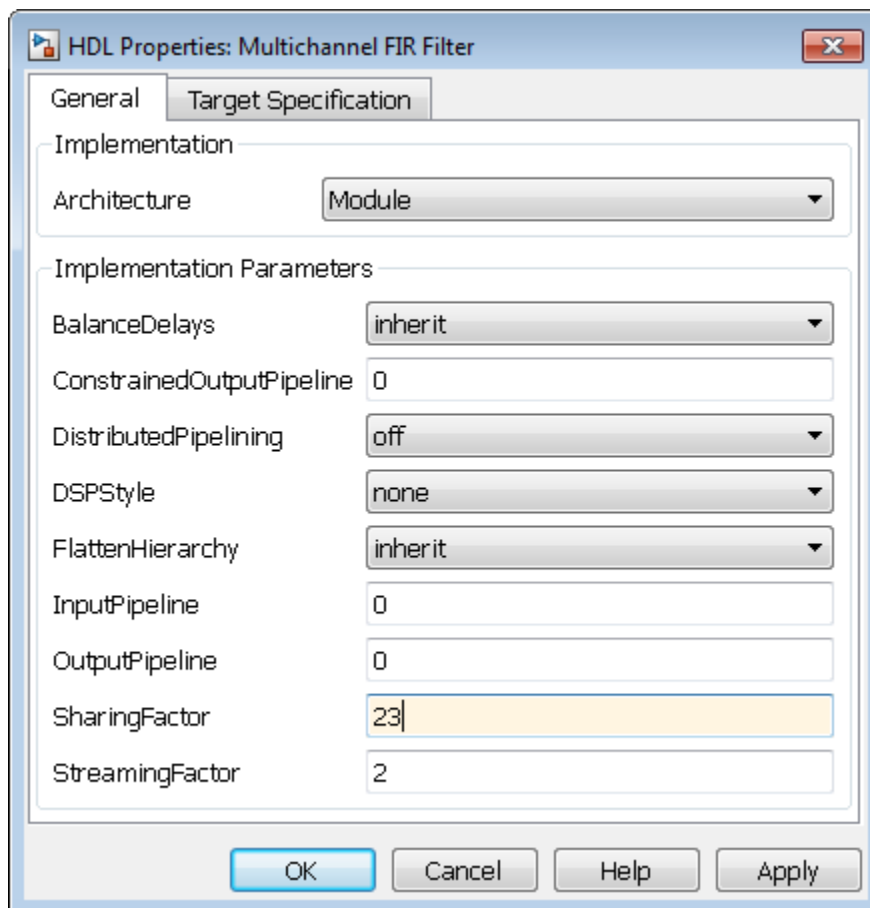 HDL Properties: Multichannel FIR Filter
General Target Specification
Implementation
Architecture Module
Implementation Parameters
BalanceDelays inherit
ConstrainedOutputPipeline 0
DistributedPipelining off
DSPStyle none
FlattenHierarchy inherit
InputPipeline 0
OutputPipeline 0
SharingFactor 23
StreamingFactor 2
OK Cancel Help Apply